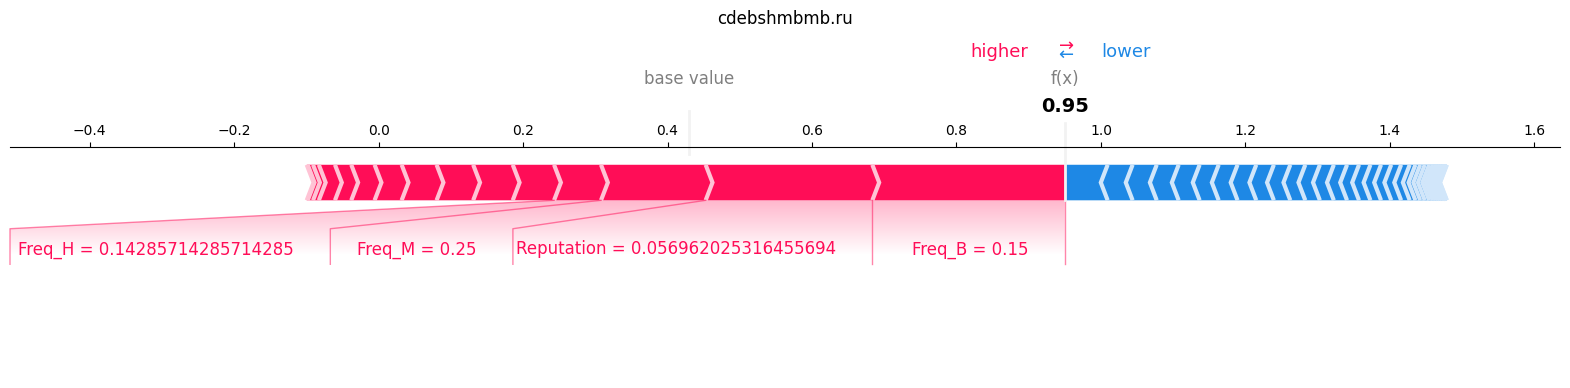 cdebshmbmb.ru
higher ⇄ lower
base value f(x)
0.95
−0.4 −0.2 0.0 0.2 0.4 0.6 0.8 1.0 1.2 1.4 1.6
Freq_H = 0.14285714285714285 Freq_M = 0.25 Reputation = 0.056962025316455694 Freq_B = 0.15